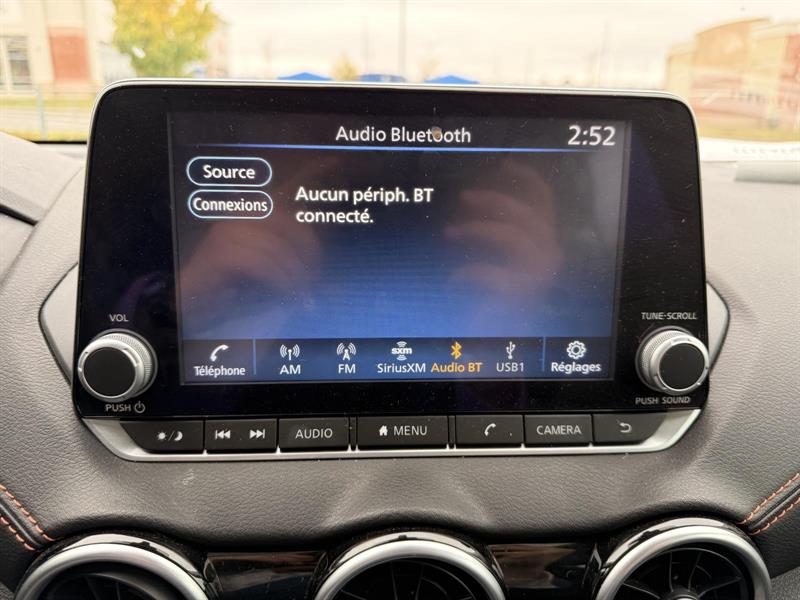 Audio Bluetooth 2:52
Source
Connexions
Aucun périph. BT
connecté.
VOL
TUNE·SCROLL
Téléphone AM FM sxm SiriusXM Audio BT USB1 Réglages
PUSH
PUSH SOUND
AUDIO MENU CAMERA